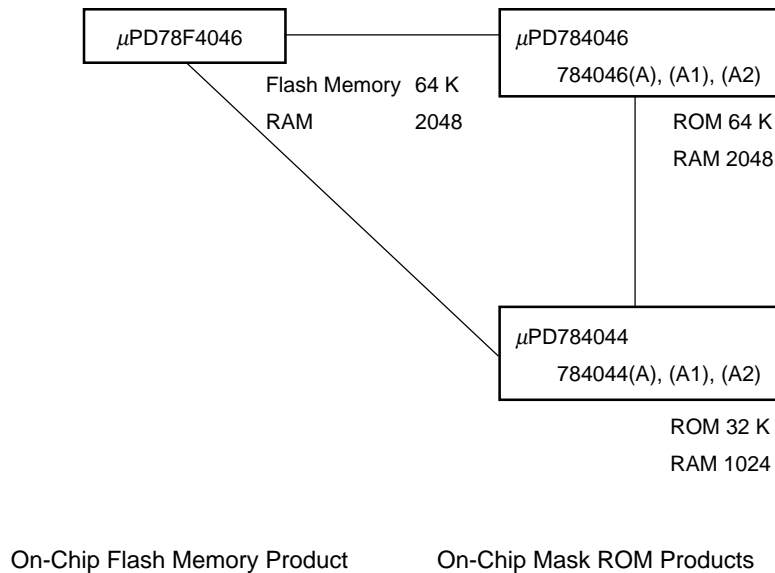 μPD78F4046
μPD784046
784046(A), (A1), (A2)
Flash Memory 64 K
RAM 2048
ROM 64 K
RAM 2048
μPD784044
784044(A), (A1), (A2)
ROM 32 K
RAM 1024
On-Chip Flash Memory Product
On-Chip Mask ROM Products